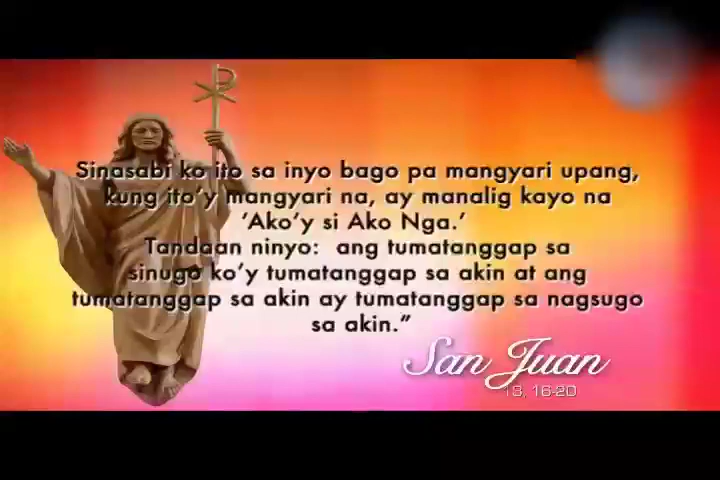 Sinasabi ko ito sa inyo bago pa mangyari upang,
kung ito'y mangyari na, ay manalig kayo na
'Ako'y si Ako Nga.'
Tandaan ninyo: ang tumatanggap sa
sinugo ko'y tumatanggap sa akin at ang
tumatanggap sa akin ay tumatanggap sa nagsugo
sa akin."
San Juan
13, 16-20